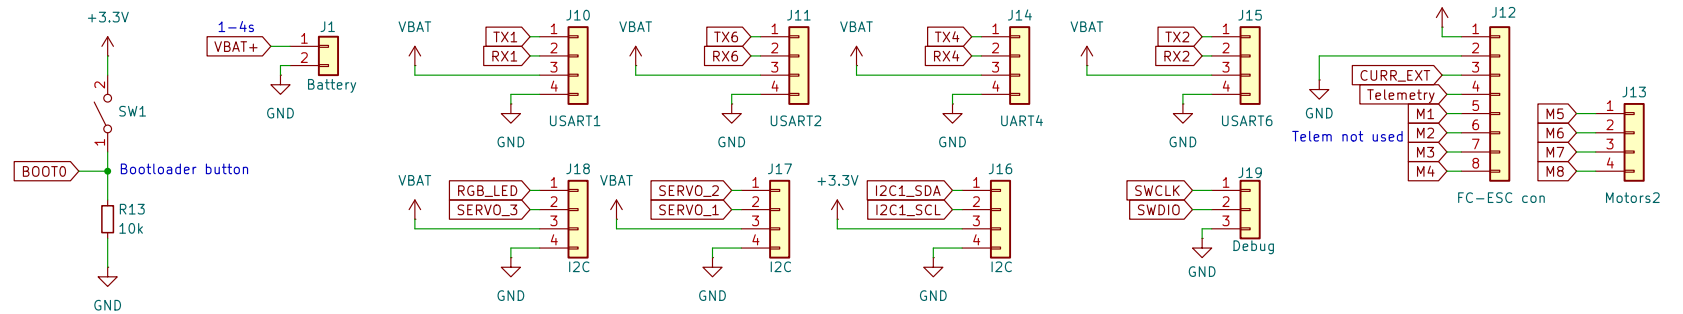 +3.3V
2
SW1
1
BOOT0
Bootloader button
R13
10k
GND
1-4s
VBAT+
J1
1
2
Battery
GND
VBAT
J10
TX1 1
RX1 2
3
4
GND
USART1
VBAT
J11
TX6 1
RX6 2
3
4
GND
USART2
VBAT
J14
TX4 1
RX4 2
3
4
GND
UART4
VBAT
J15
TX2 1
RX2 2
3
4
GND
USART6
J12
1
2
CURR_EXT 3
Telemetry 4
M1 5
M2 6
M3 7
M4 8
GND
Telem not used
FC-ESC con
J13
M5 1
M6 2
M7 3
M8 4
Motors2
VBAT
J18
RGB_LED 1
SERVO_3 2
3
4
GND
I2C
VBAT
J17
SERVO_2 1
SERVO_1 2
3
4
GND
I2C
+3.3V
J16
I2C1_SDA 1
I2C1_SCL 2
3
4
GND
I2C
J19
SWCLK 1
SWDIO 2
3
Debug
GND